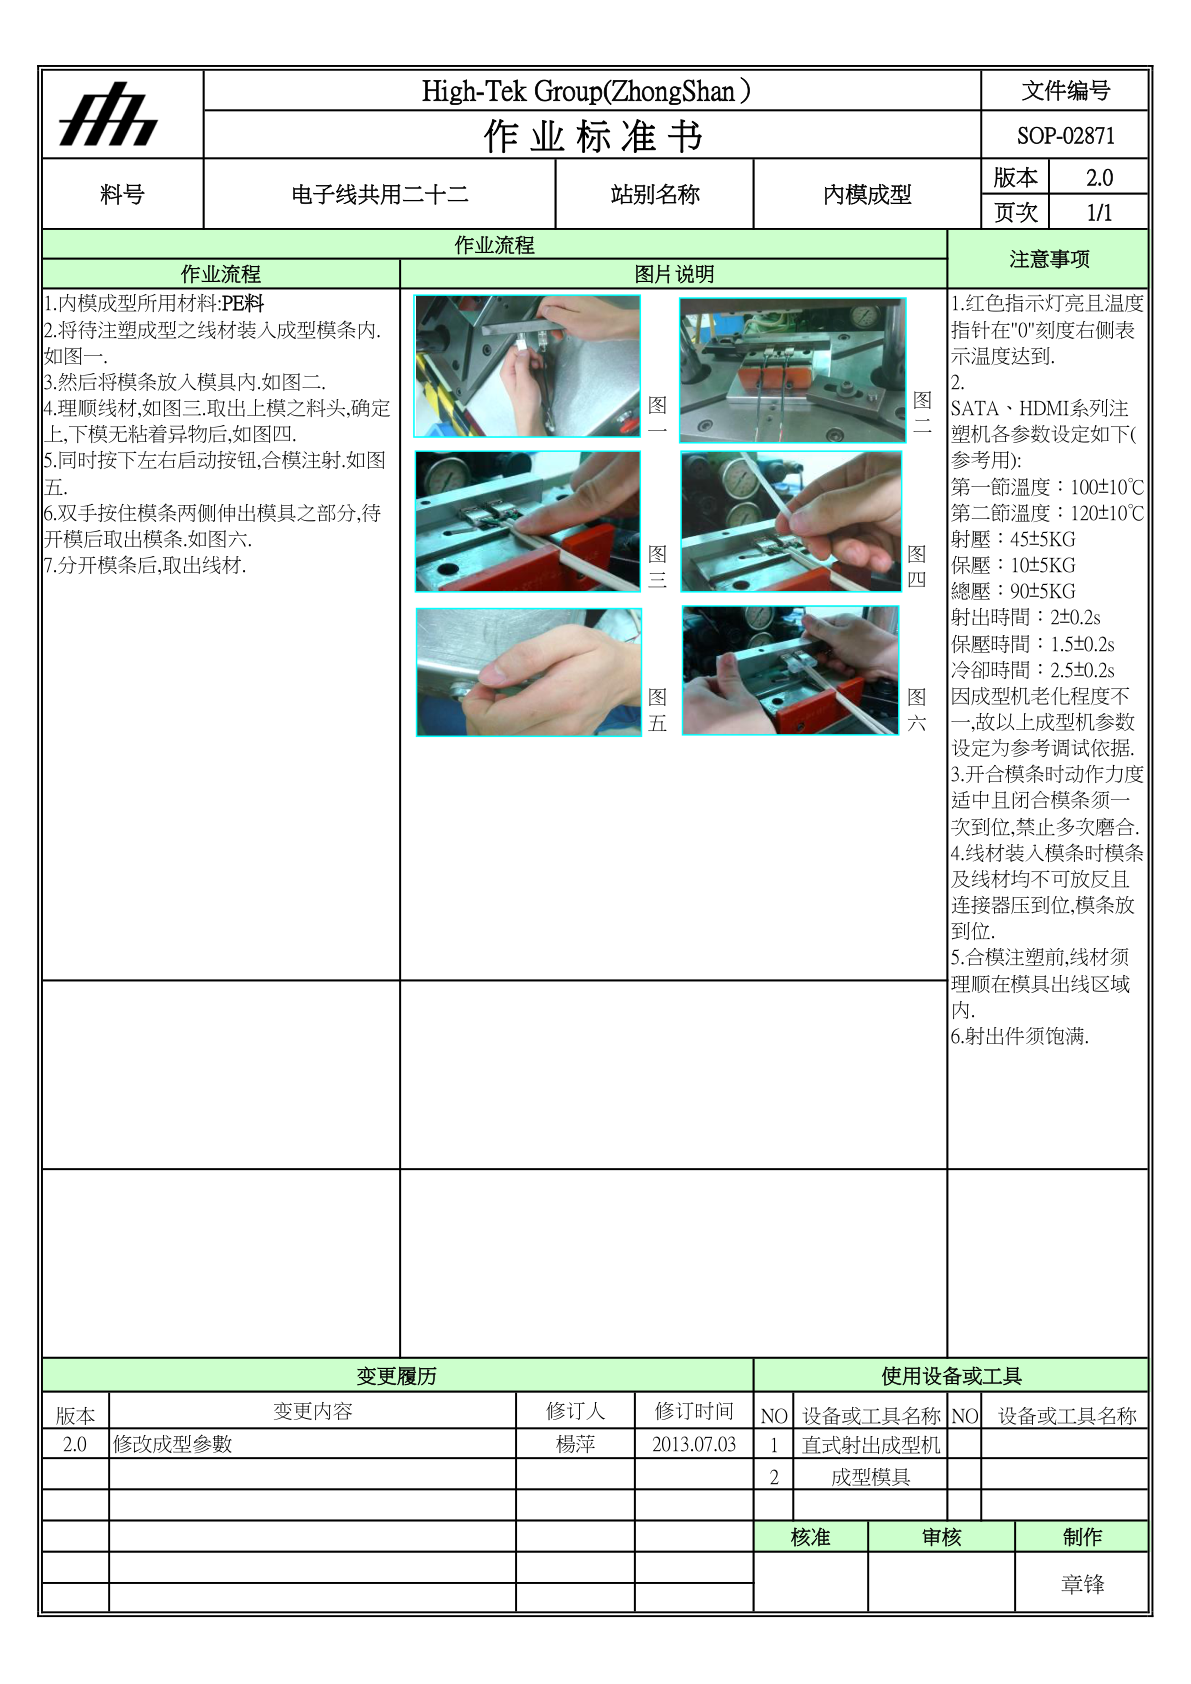 High-Tek Group(ZhongShan）
文件编号
作业标准书
SOP-02871
料号
电子线共用二十二
站别名称
内模成型
版本
2.0
页次
1/1
作业流程
注意事项
作业流程
图片说明
1.内模成型所用材料:PE料
2.将待注塑成型之线材装入成型模条内.
如图一.
3.然后将模条放入模具内.如图二.
4.理顺线材,如图三.取出上模之料头,确定
上,下模无粘着异物后,如图四.
5.同时按下左右启动按钮,合模注射.如图
五.
6.双手按住模条两侧伸出模具之部分,待
开模后取出模条.如图六.
7.分开模条后,取出线材.
图
一
图
二
图
三
图
四
图
五
图
六
1.红色指示灯亮且温度
指针在"0"刻度右侧表
示温度达到.
2.
SATA、HDMI系列注
塑机各参数设定如下(
参考用):
第一節溫度：100±10℃
第二節溫度：120±10℃
射壓：45±5KG
保壓：10±5KG
總壓：90±5KG
射出時間：2±0.2s
保壓時間：1.5±0.2s
冷卻時間：2.5±0.2s
因成型机老化程度不
一,故以上成型机参数
设定为参考调试依据.
3.开合模条时动作力度
适中且闭合模条须一
次到位,禁止多次磨合.
4.线材装入模条时模条
及线材均不可放反且
连接器压到位,模条放
到位.
5.合模注塑前,线材须
理顺在模具出线区域
内.
6.射出件须饱满.
变更履历
使用设备或工具
版本
变更内容
修订人
修订时间
NO
设备或工具名称
NO
设备或工具名称
2.0
修改成型参數
楊萍
2013.07.03
1
直式射出成型机
2
成型模具
核准
审核
制作
章锋